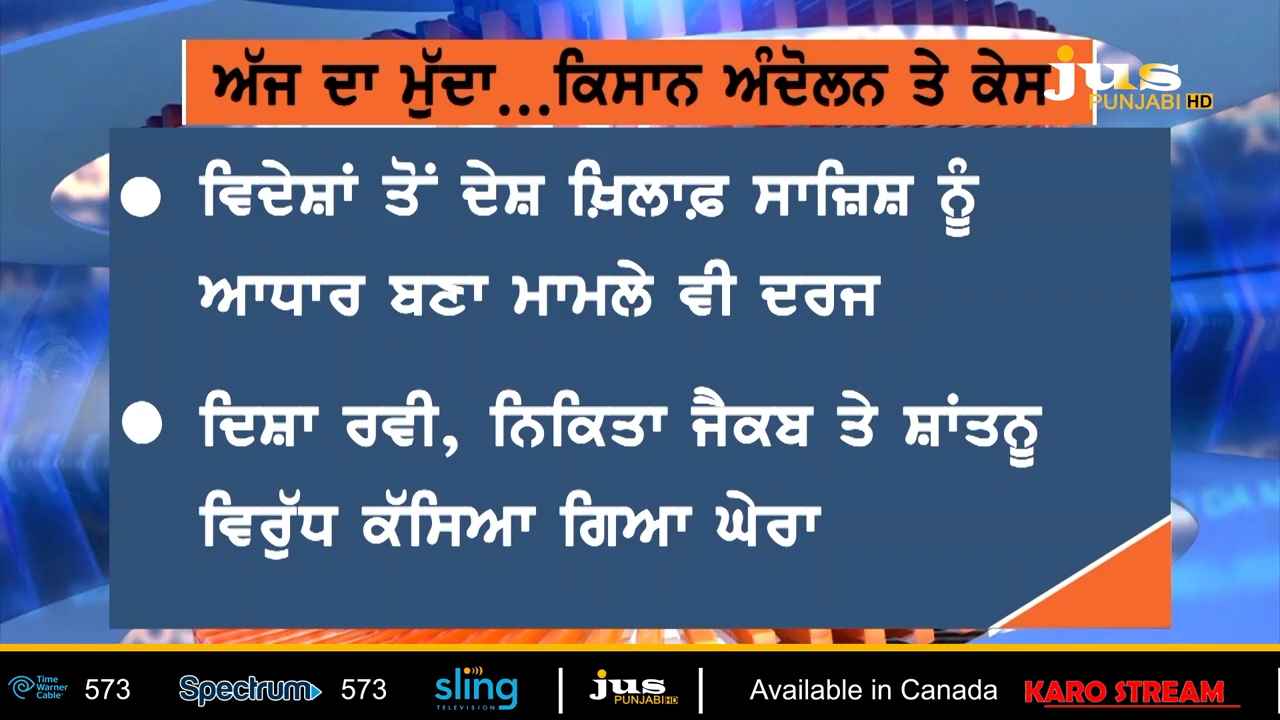 ਅੱਜ ਦਾ ਮੁੱਦਾ...ਕਿਸਾਨ ਅੰਦੋਲਨ ਤੇ ਕੇਸ
jus
PUNJABI HD
ਵਿਦੇਸ਼ਾਂ ਤੋਂ ਦੇਸ਼ ਖ਼ਿਲਾਫ਼ ਸਾਜ਼ਿਸ਼ ਨੂੰ
ਆਧਾਰ ਬਣਾ ਮਾਮਲੇ ਵੀ ਦਰਜ
ਦਿਸ਼ਾ ਰਵੀ, ਨਿਕਿਤਾ ਜੈਕਬ ਤੇ ਸ਼ਾਂਤਨੂ
ਵਿਰੁੱਧ ਕੱਸਿਆ ਗਿਆ ਘੇਰਾ
Time Warner Cable 573 Spectrum 573 sling TELEVISION jus PUNJABI HD Available in Canada KARO STREAM